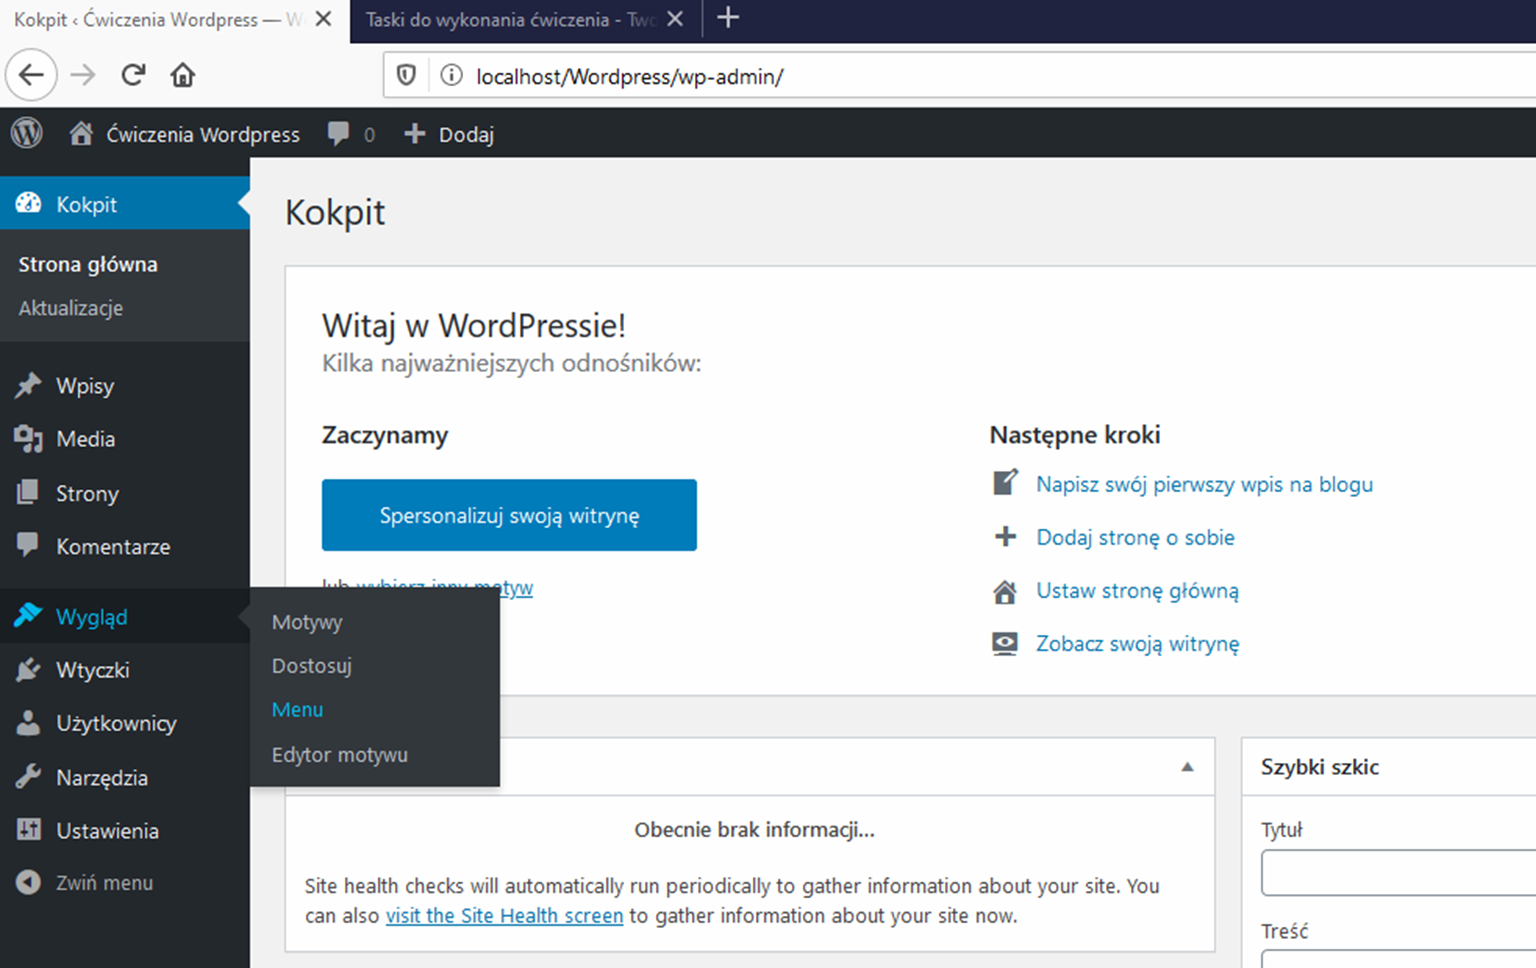 Kokpit ‹ Ćwiczenia Wordpress — W
Taski do wykonania ćwiczenia - Two
localhost/Wordpress/wp-admin/
Ćwiczenia Wordpress 0 Dodaj
Kokpit
Strona główna
Aktualizacje
Wpisy
Media
Strony
Komentarze
Wygląd
Wtyczki
Użytkownicy
Narzędzia
Ustawienia
Zwiń menu
Motywy
Dostosuj
Menu
Edytor motywu
Kokpit
Witaj w WordPressie!
Kilka najważniejszych odnośników:
Zaczynamy
Spersonalizuj swoją witrynę
lub wybierz inny motyw
Następne kroki
Napisz swój pierwszy wpis na blogu
Dodaj stronę o sobie
Ustaw stronę główną
Zobacz swoją witrynę
Obecnie brak informacji...
Site health checks will automatically run periodically to gather information about your site. You
can also visit the Site Health screen to gather information about your site now.
Szybki szkic
Tytuł
Treść